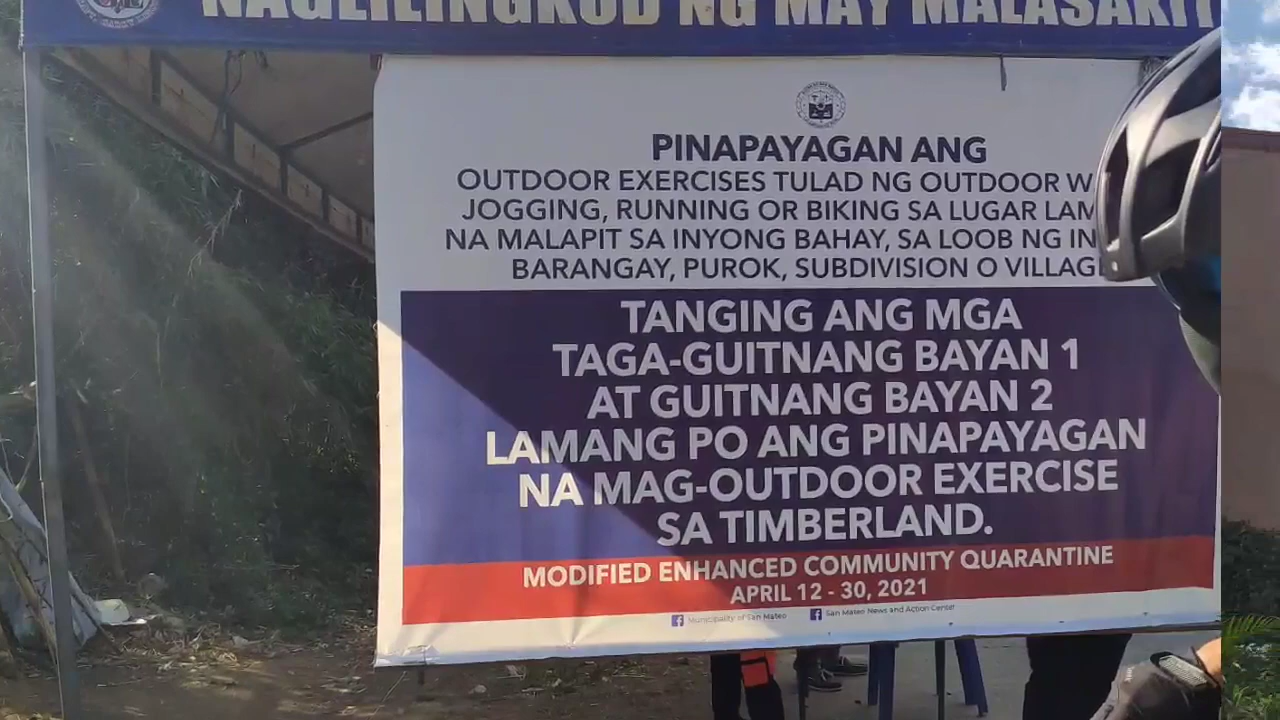 NAGLILINGKOD NG MAY MALASAKIT
PINAPAYAGAN ANG
OUTDOOR EXERCISES TULAD NG OUTDOOR
JOGGING, RUNNING OR BIKING SA LUGAR
NA MALAPIT SA INYONG BAHAY, SA LOOB NG
BARANGAY, PUROK, SUBDIVISION O VILLAGE
TANGING ANG MGA
TAGA-GUITNANG BAYAN 1
AT GUITNANG BAYAN 2
LAMANG PO ANG PINAPAYAGAN
NA MAG-OUTDOOR EXERCISE
SA TIMBERLAND.
MODIFIED ENHANCED COMMUNITY QUARANTINE
APRIL 12 - 30, 2021
Municipality of San Mateo San Mateo News and Action Center